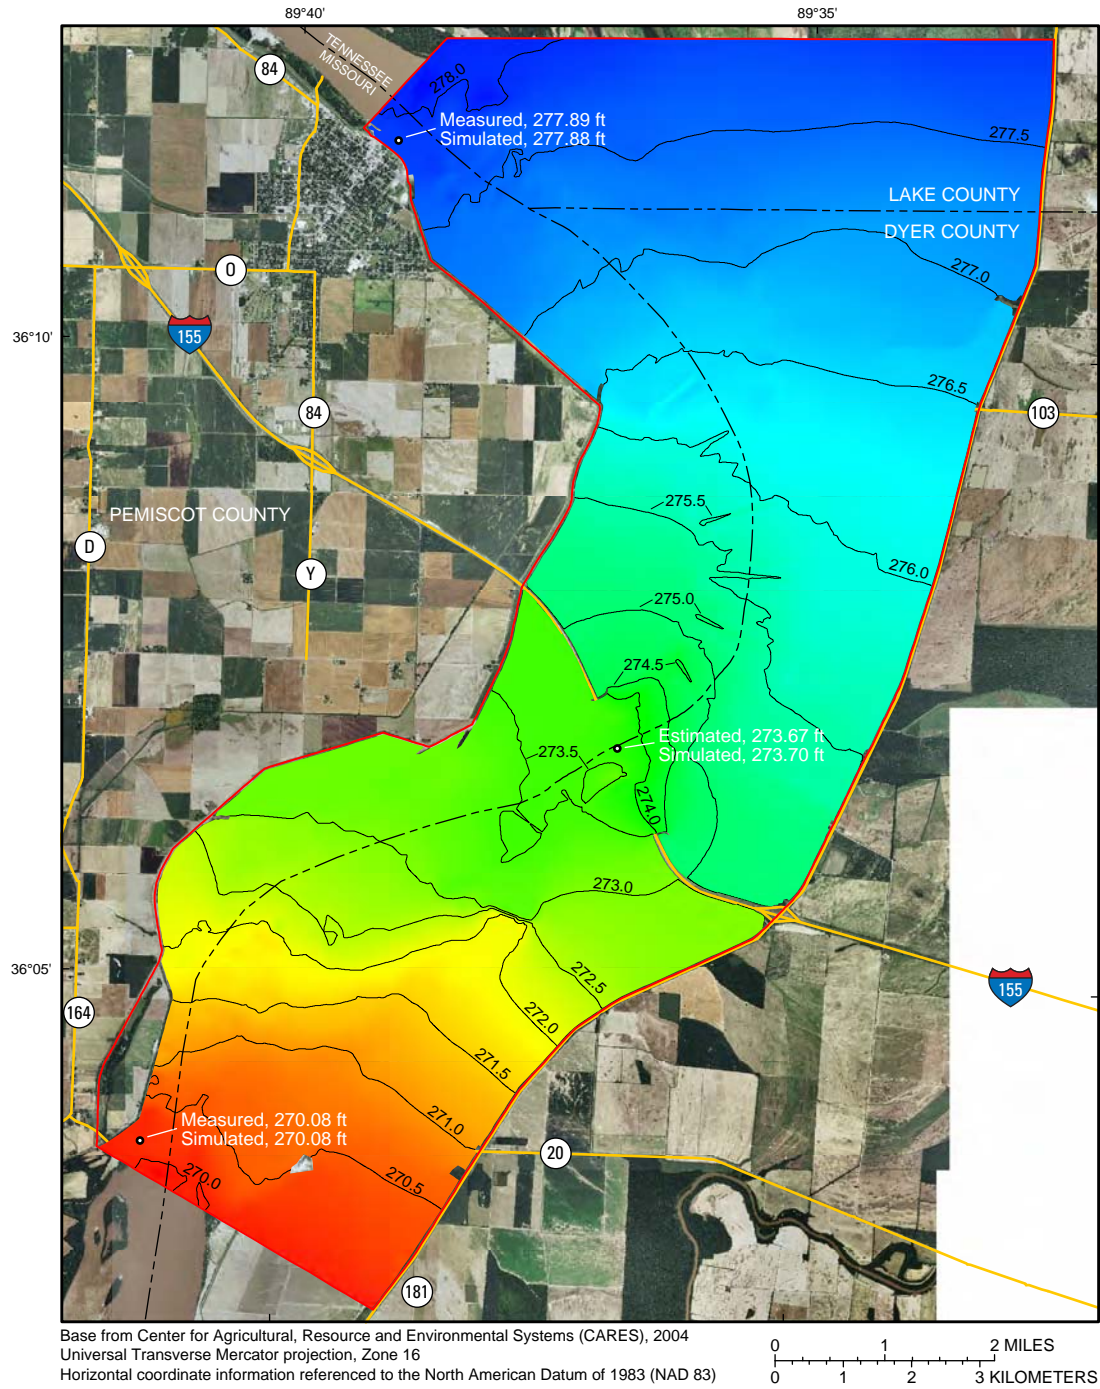 89°40'
89°35'
84
TENNESSEE
MISSOURI
278.0
Measured, 277.89 ft
Simulated, 277.88 ft
277.5
LAKE COUNTY
DYER COUNTY
277.0
O
155
36°10'
276.5
84
103
275.5
PEMISCOT COUNTY
D
Y
276.0
275.0
274.5
Estimated, 273.67 ft
Simulated, 273.70 ft
273.5
274.0
273.0
36°05'
272.5
155
164
272.0
271.5
Measured, 270.08 ft
Simulated, 270.08 ft
271.0
20
270.0
270.5
181
Base from Center for Agricultural, Resource and Environmental Systems (CARES), 2004
Universal Transverse Mercator projection, Zone 16
Horizontal coordinate information referenced to the North American Datum of 1983 (NAD 83)
0 1 2 MILES
0 1 2 3 KILOMETERS